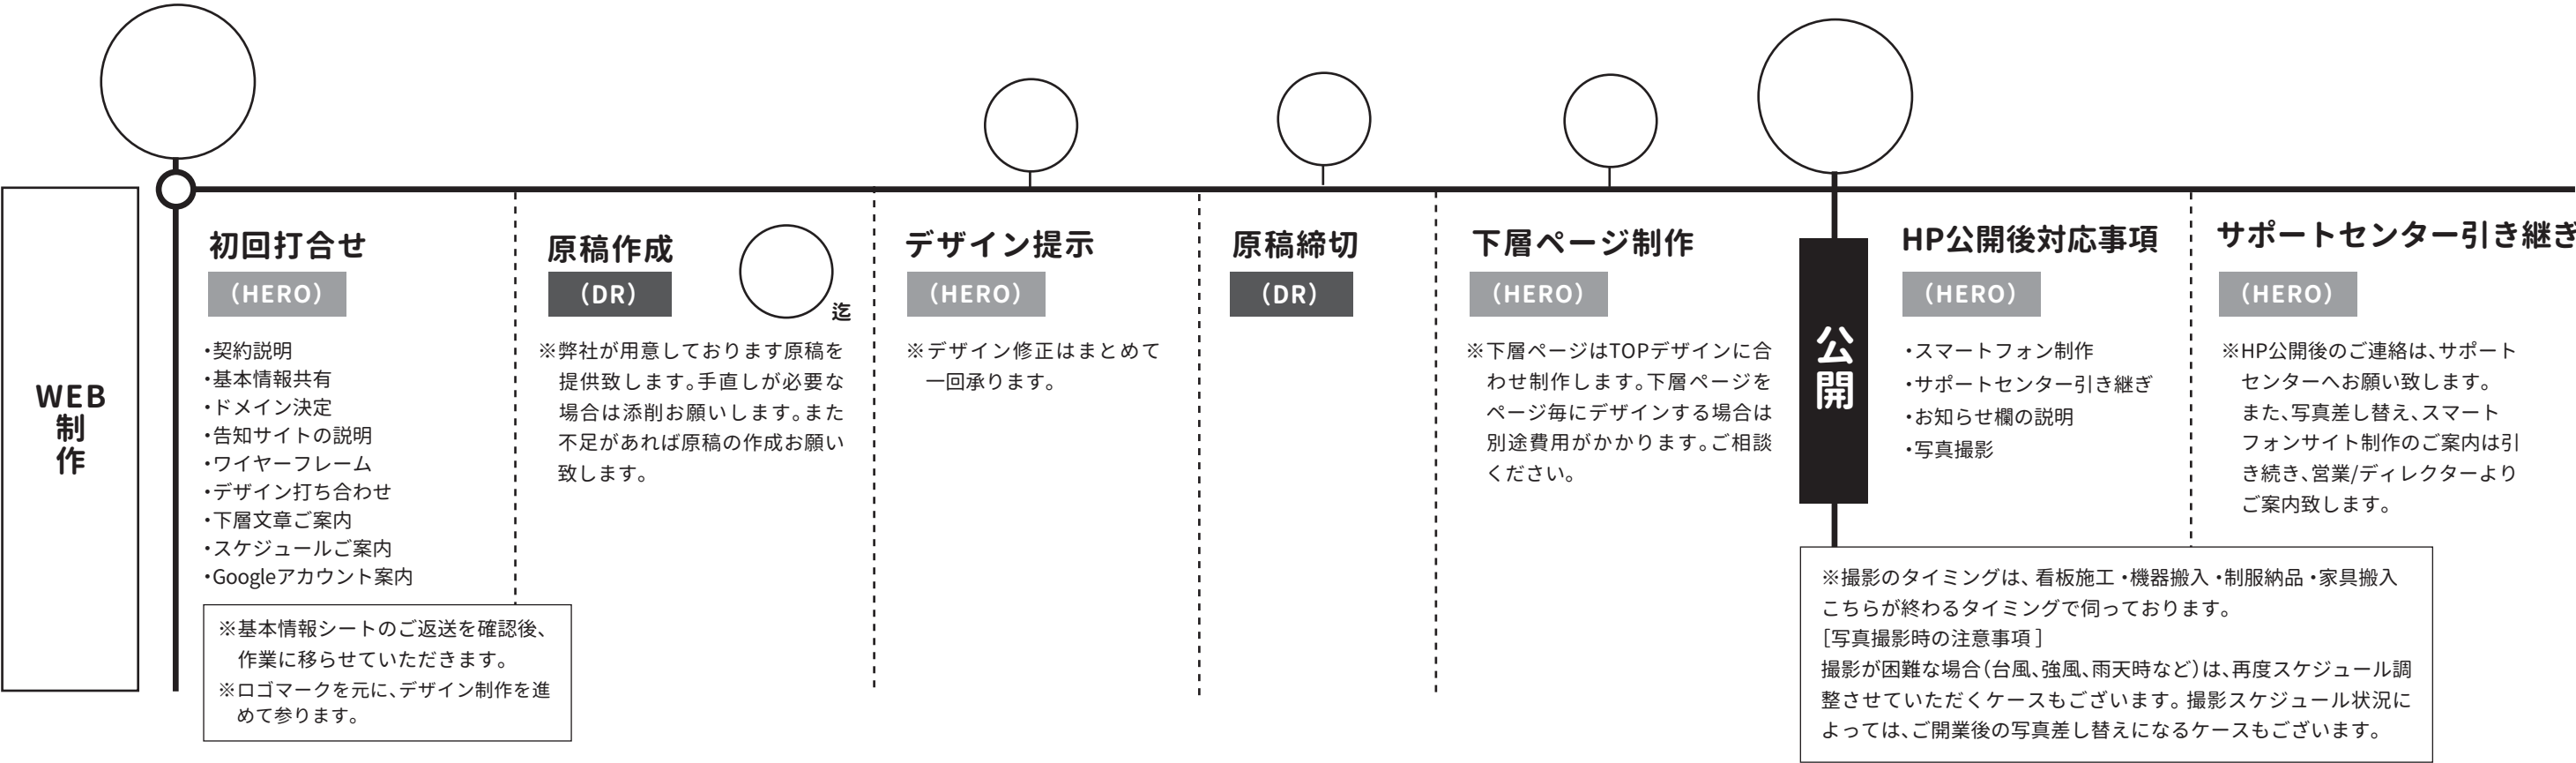 WEB
制
作
初回打合せ
（HERO）
・契約説明
・基本情報共有
・ドメイン決定
・告知サイトの説明
・ワイヤーフレーム
・デザイン打ち合わせ
・下層文章ご案内
・スケジュールご案内
・Googleアカウント案内
※基本情報シートのご返送を確認後、
作業に移らせていただきます。
※ロゴマークを元に、デザイン制作を進
めて参ります。
原稿作成
（DR）
迄
※弊社が用意しております原稿を
提供致します。手直しが必要な
場合は添削お願いします。また
不足があれば原稿の作成お願い
致します。
デザイン提示
（HERO）
※デザイン修正はまとめて
一回承ります。
原稿締切
（DR）
下層ページ制作
（HERO）
※下層ページはTOPデザインに合
わせ制作します。下層ページを
ページ毎にデザインする場合は
別途費用がかかります。ご相談
ください。
公
開
HP公開後対応事項
（HERO）
・スマートフォン制作
・サポートセンター引き継ぎ
・お知らせ欄の説明
・写真撮影
サポートセンター引き継ぎ
（HERO）
※HP公開後のご連絡は、サポート
センターへお願い致します。
また、写真差し替え、スマート
フォンサイト制作のご案内は引
き続き、営業/ディレクターより
ご案内致します。
※撮影のタイミングは、看板施工・機器搬入・制服納品・家具搬入
こちらが終わるタイミングで伺っております。
［写真撮影時の注意事項］
撮影が困難な場合（台風、強風、雨天時など）は、再度スケジュール調
整させていただくケースもございます。撮影スケジュール状況に
よっては、ご開業後の写真差し替えになるケースもございます。